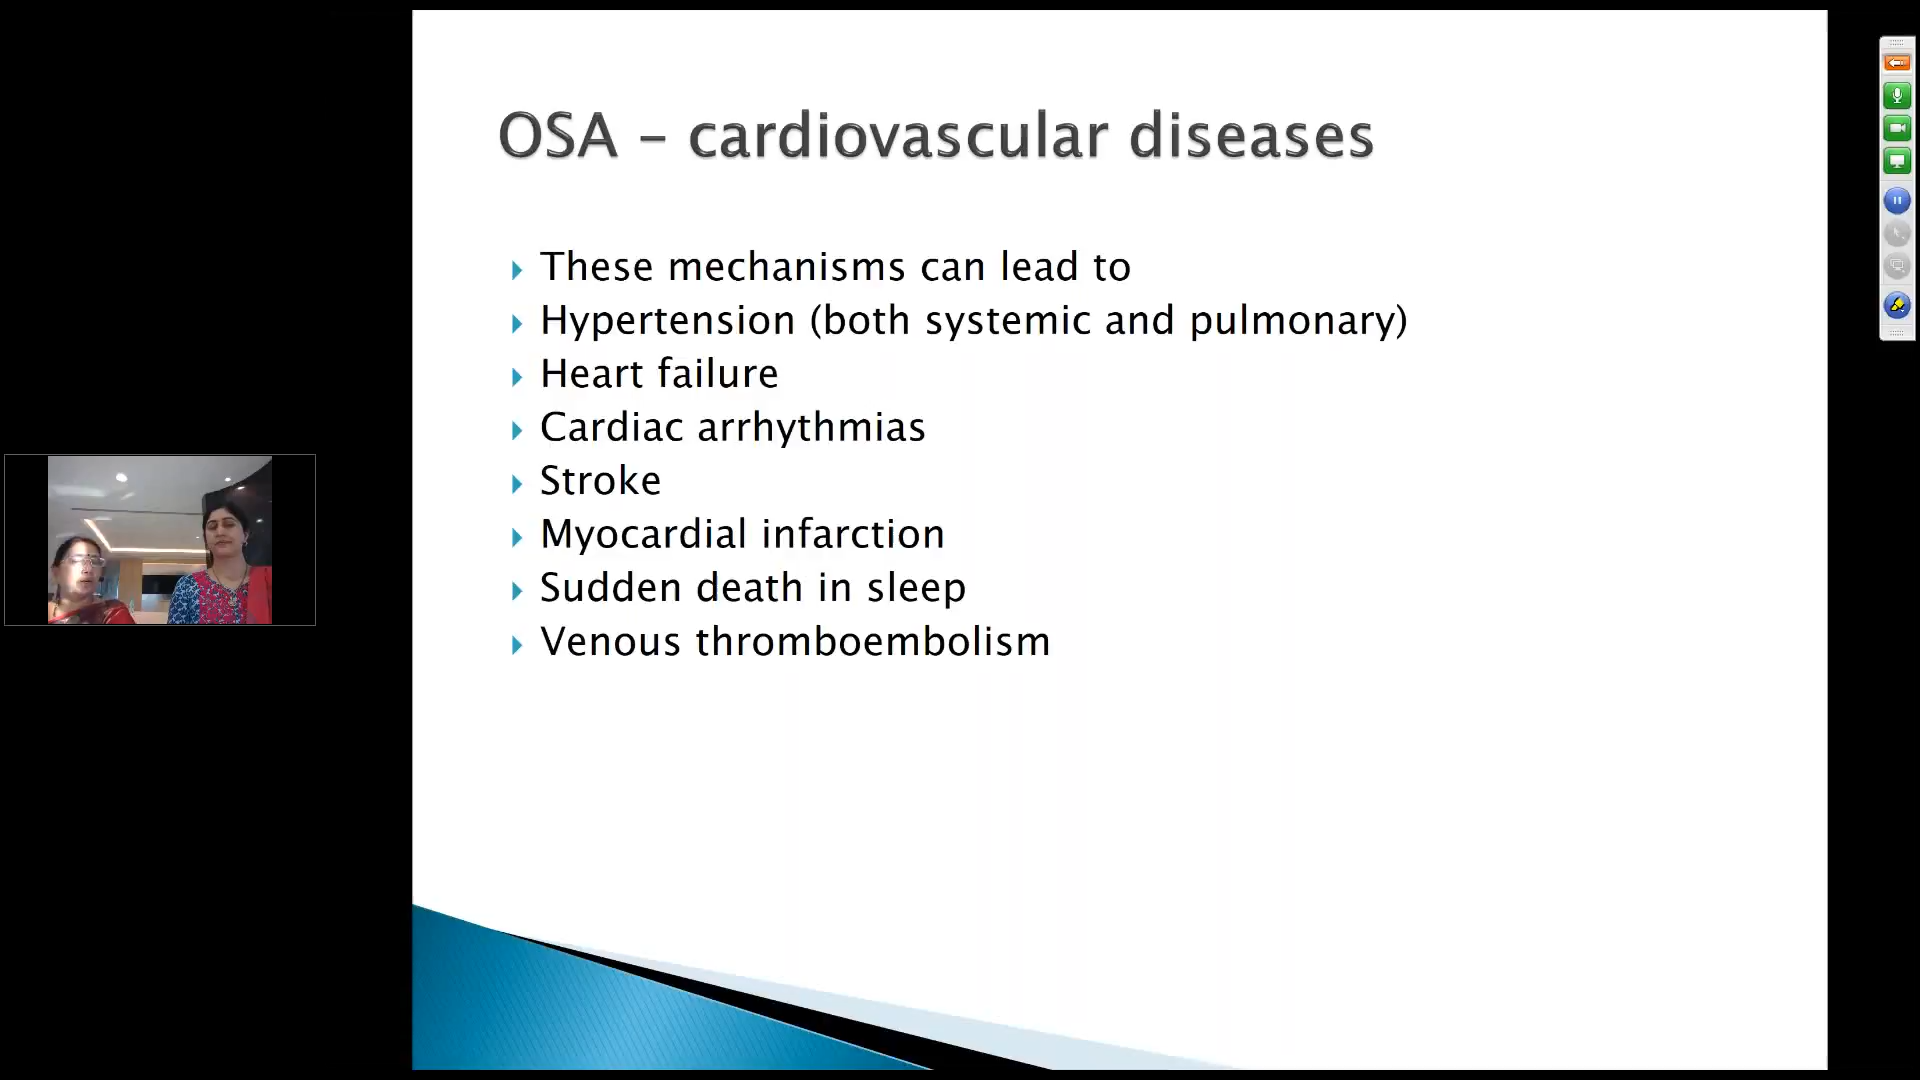 OSA – cardiovascular diseases
These mechanisms can lead to
Hypertension (both systemic and pulmonary)
Heart failure
Cardiac arrhythmias
Stroke
Myocardial infarction
Sudden death in sleep
Venous thromboembolism